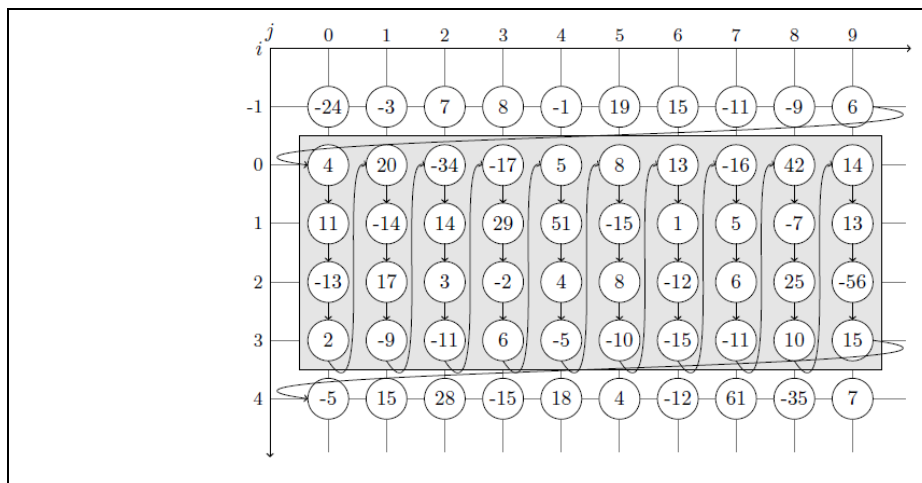 j
0 1 2 3 4 5 6 7 8 9
i
-1 -24 -3 7 8 -1 19 15 -11 -9 6
0 4 20 -34 -17 5 8 13 -16 42 14
1 11 -14 14 29 51 -15 1 5 -7 13
2 -13 17 3 -2 4 8 -12 6 25 -56
3 2 -9 -11 6 -5 -10 -15 -11 10 15
4 -5 15 28 -15 18 4 -12 61 -35 7